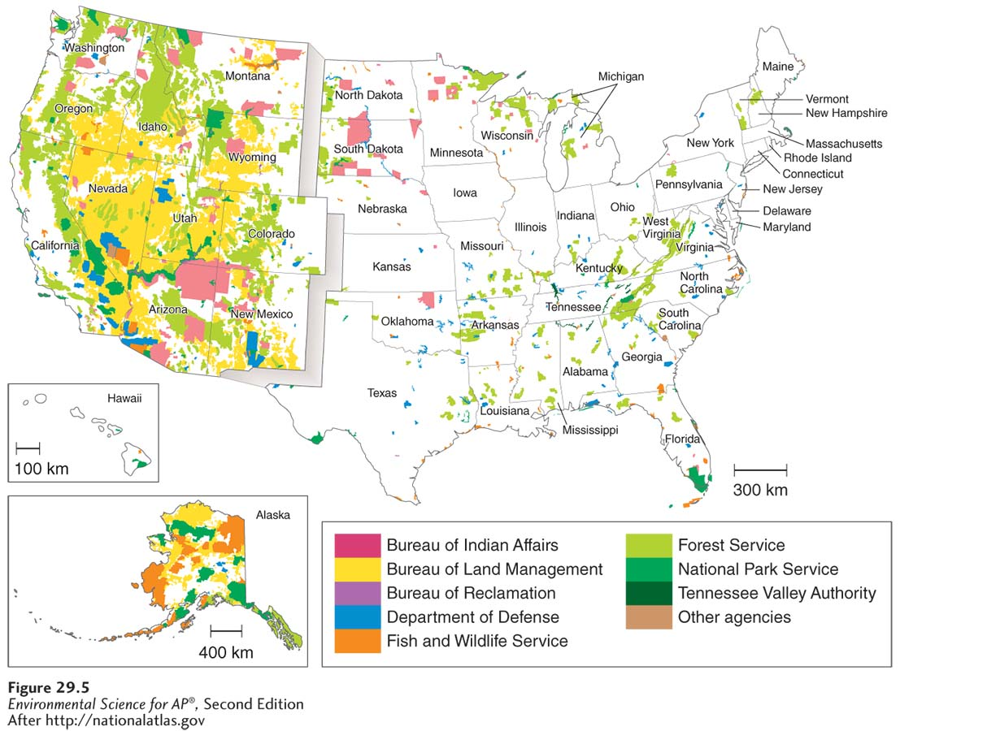 Washington
Montana
Oregon
Idaho
Wyoming
Nevada
Utah
Colorado
California
Arizona
New Mexico
North Dakota
South Dakota
Nebraska
Kansas
Oklahoma
Texas
Minnesota
Iowa
Missouri
Arkansas
Louisiana
Wisconsin
Illinois
Michigan
Indiana
Ohio
Kentucky
Tennessee
Mississippi
Alabama
Georgia
Florida
South
Carolina
North
Carolina
Virginia
West
Virginia
Pennsylvania
New York
Maine
Vermont
New Hampshire
Massachusetts
Rhode Island
Connecticut
New Jersey
Delaware
Maryland
Hawaii
100 km
300 km
Alaska
400 km
Bureau of Indian Affairs
Bureau of Land Management
Bureau of Reclamation
Department of Defense
Fish and Wildlife Service
Forest Service
National Park Service
Tennessee Valley Authority
Other agencies
Figure 29.5
Environmental Science for AP®, Second Edition
After http://nationalatlas.gov